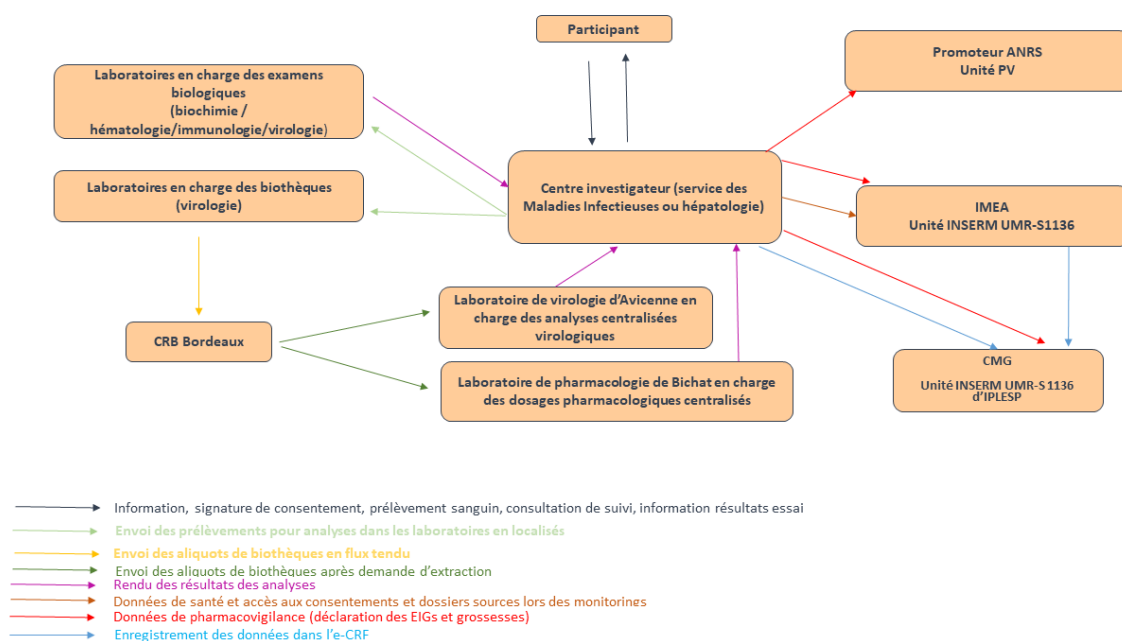 Participant
Promoteur ANRS
Unité PV
Laboratoires en charge des examens
biologiques
(biochimie /
hématologie/immunologie/virologie)
Centre investigateur (service des
Maladies Infectieuses ou hépatologie)
Laboratoires en charge des biothèques
(virologie)
IMEA
Unité INSERM UMR-S1136
Laboratoire de virologie d'Avicenne en
charge des analyses centralisées
virologiques
CRB Bordeaux
Laboratoire de pharmacologie de Bichat en charge
des dosages pharmacologiques centralisés
CMG
Unité INSERM UMR-S 1136
d'IPLESP
Information, signature de consentement, prélèvement sanguin, consultation de suivi, information résultats essai
Envoi des prélèvements pour analyses dans les laboratoires en localisés
Envoi des aliquots de biothèques en flux tendu
Envoi des aliquots de biothèques après demande d'extraction
Rendu des résultats des analyses
Données de santé et accès aux consentements et dossiers sources lors des monitorings
Données de pharmacovigilance (déclaration des EIGs et grossesses)
Enregistrement des données dans l'e-CRF